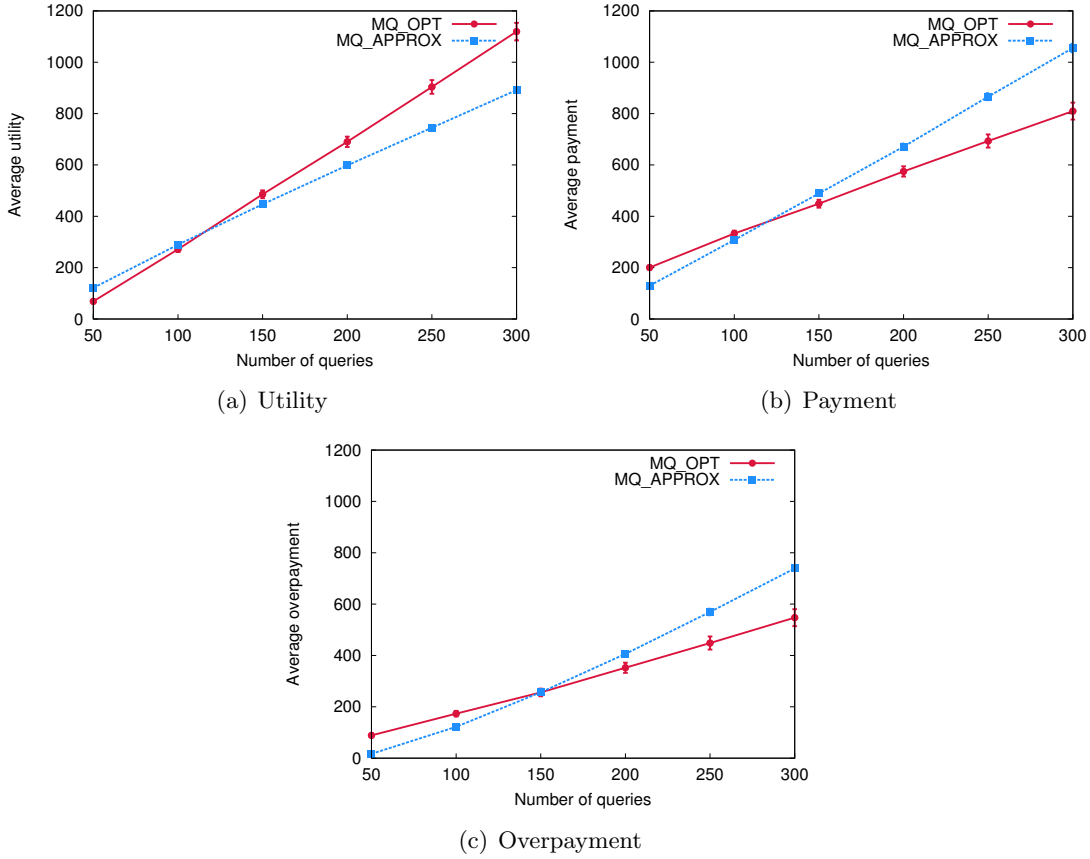 1200
1000
800
600
400
200
0
50 100 150 200 250 300
Average utility
Number of queries
MQ_OPT
MQ_APPROX
(a) Utility
1200
1000
800
600
400
200
0
50 100 150 200 250 300
Average payment
Number of queries
MQ_OPT
MQ_APPROX
(b) Payment
1200
1000
800
600
400
200
0
50 100 150 200 250 300
Average overpayment
Number of queries
MQ_OPT
MQ_APPROX
(c) Overpayment